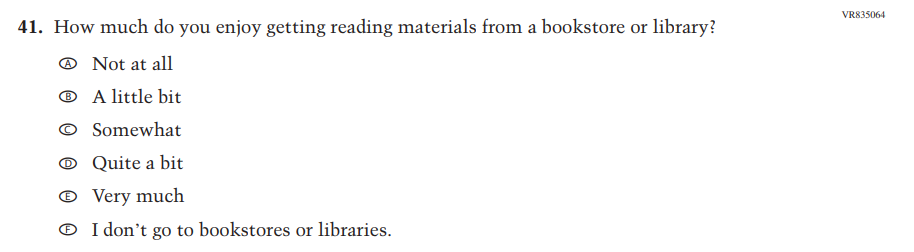 VR835064
41. How much do you enjoy getting reading materials from a bookstore or library?
A Not at all
B A little bit
C Somewhat
D Quite a bit
E Very much
F I don’t go to bookstores or libraries.